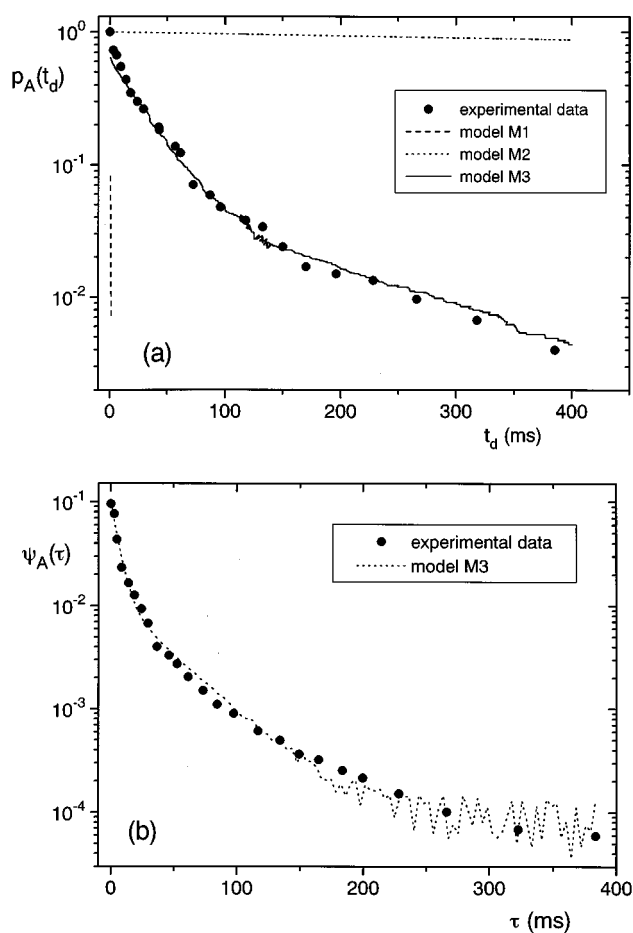 10⁰
p_A(t_d)
experimental data
model M1
model M2
model M3
10⁻¹
10⁻²
(a)
0 100 200 300 400
t_d (ms)
10⁻¹
ψ_A(τ)
experimental data
model M3
10⁻²
10⁻³
10⁻⁴
(b)
0 100 200 300 400
τ (ms)